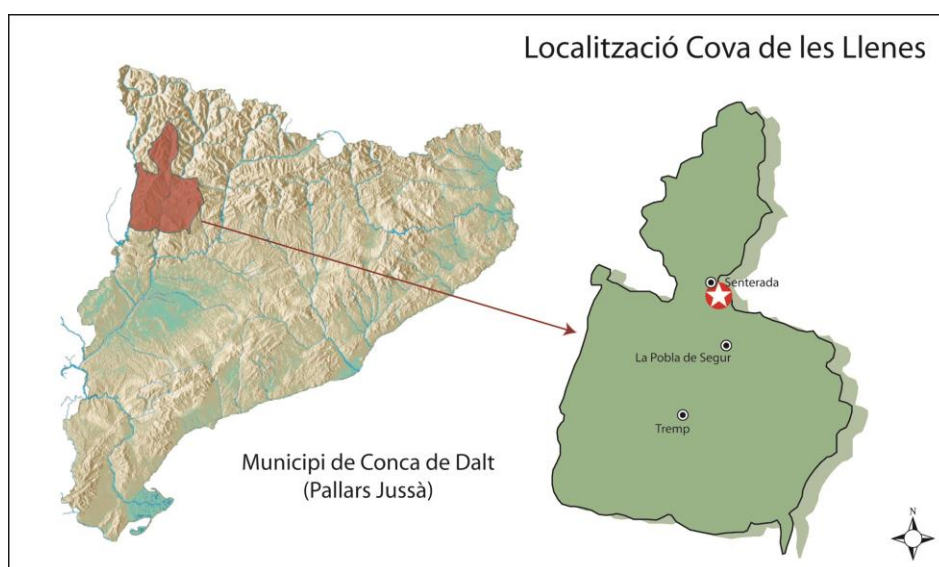 Localització Cova de les Llenes
Senterada
La Pobla de Segur
Tremp
Municipi de Conca de Dalt
(Pallars Jussà)
N